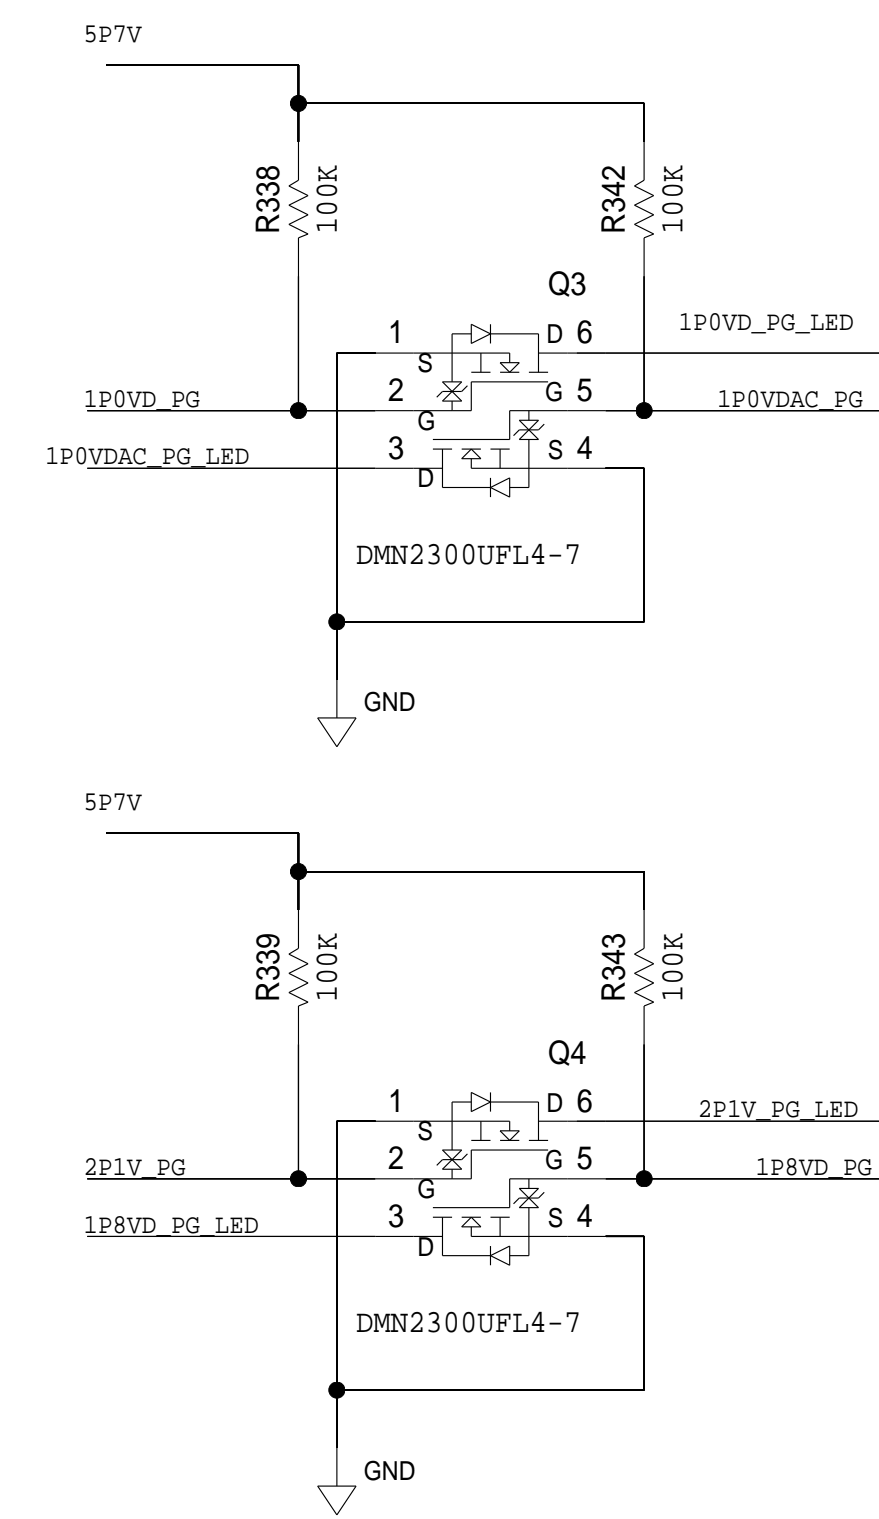 5P7V
R338
100K
R342
100K
Q3
1 D 6 1P0VD_PG_LED
S
1P0VD_PG 2 G 5 1P0VDAC_PG
G
1P0VDAC_PG_LED 3 S 4
D
DMN2300UFL4-7
GND
5P7V
R339
100K
R343
100K
Q4
1 D 6 2P1V_PG_LED
S
2P1V_PG 2 G 5 1P8VD_PG
G
1P8VD_PG_LED 3 S 4
D
DMN2300UFL4-7
GND